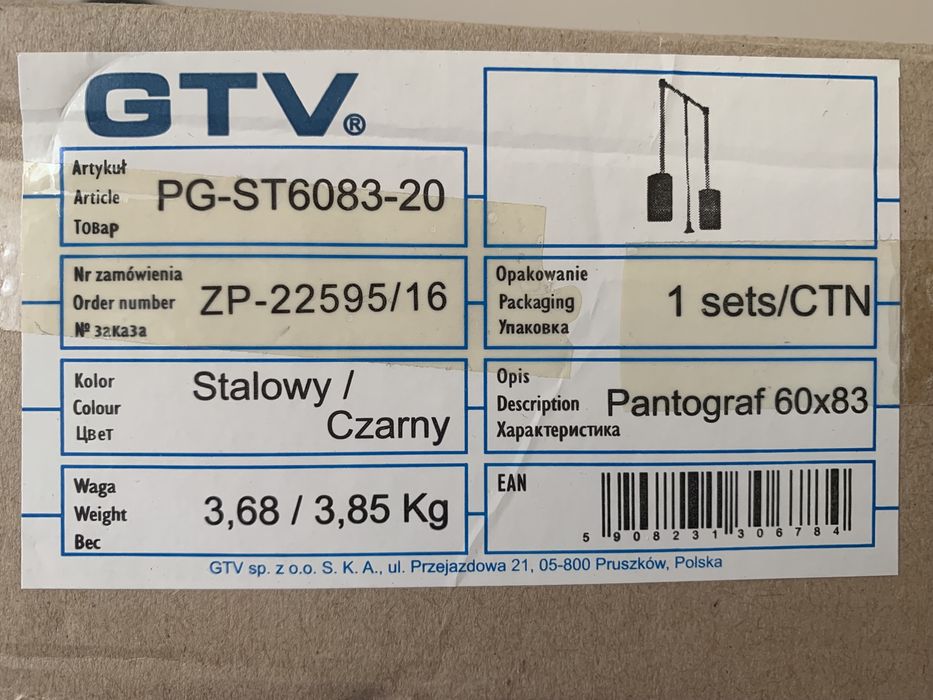 GTV®
Artykuł
Article
Товар
PG-ST6083-20
Nr zamówienia
Order number
№ заказа
ZP-22595/16
Opakowanie
Packaging
Упаковка
1 sets/CTN
Kolor
Colour
Цвет
Stalowy /
Czarny
Opis
Description
Характеристика
Pantograf 60x83
Waga
Weight
Вес
3,68 / 3,85 Kg
EAN
5 908231 306784
GTV sp. z o.o. S. K. A., ul. Przejazdowa 21, 05-800 Pruszków, Polska